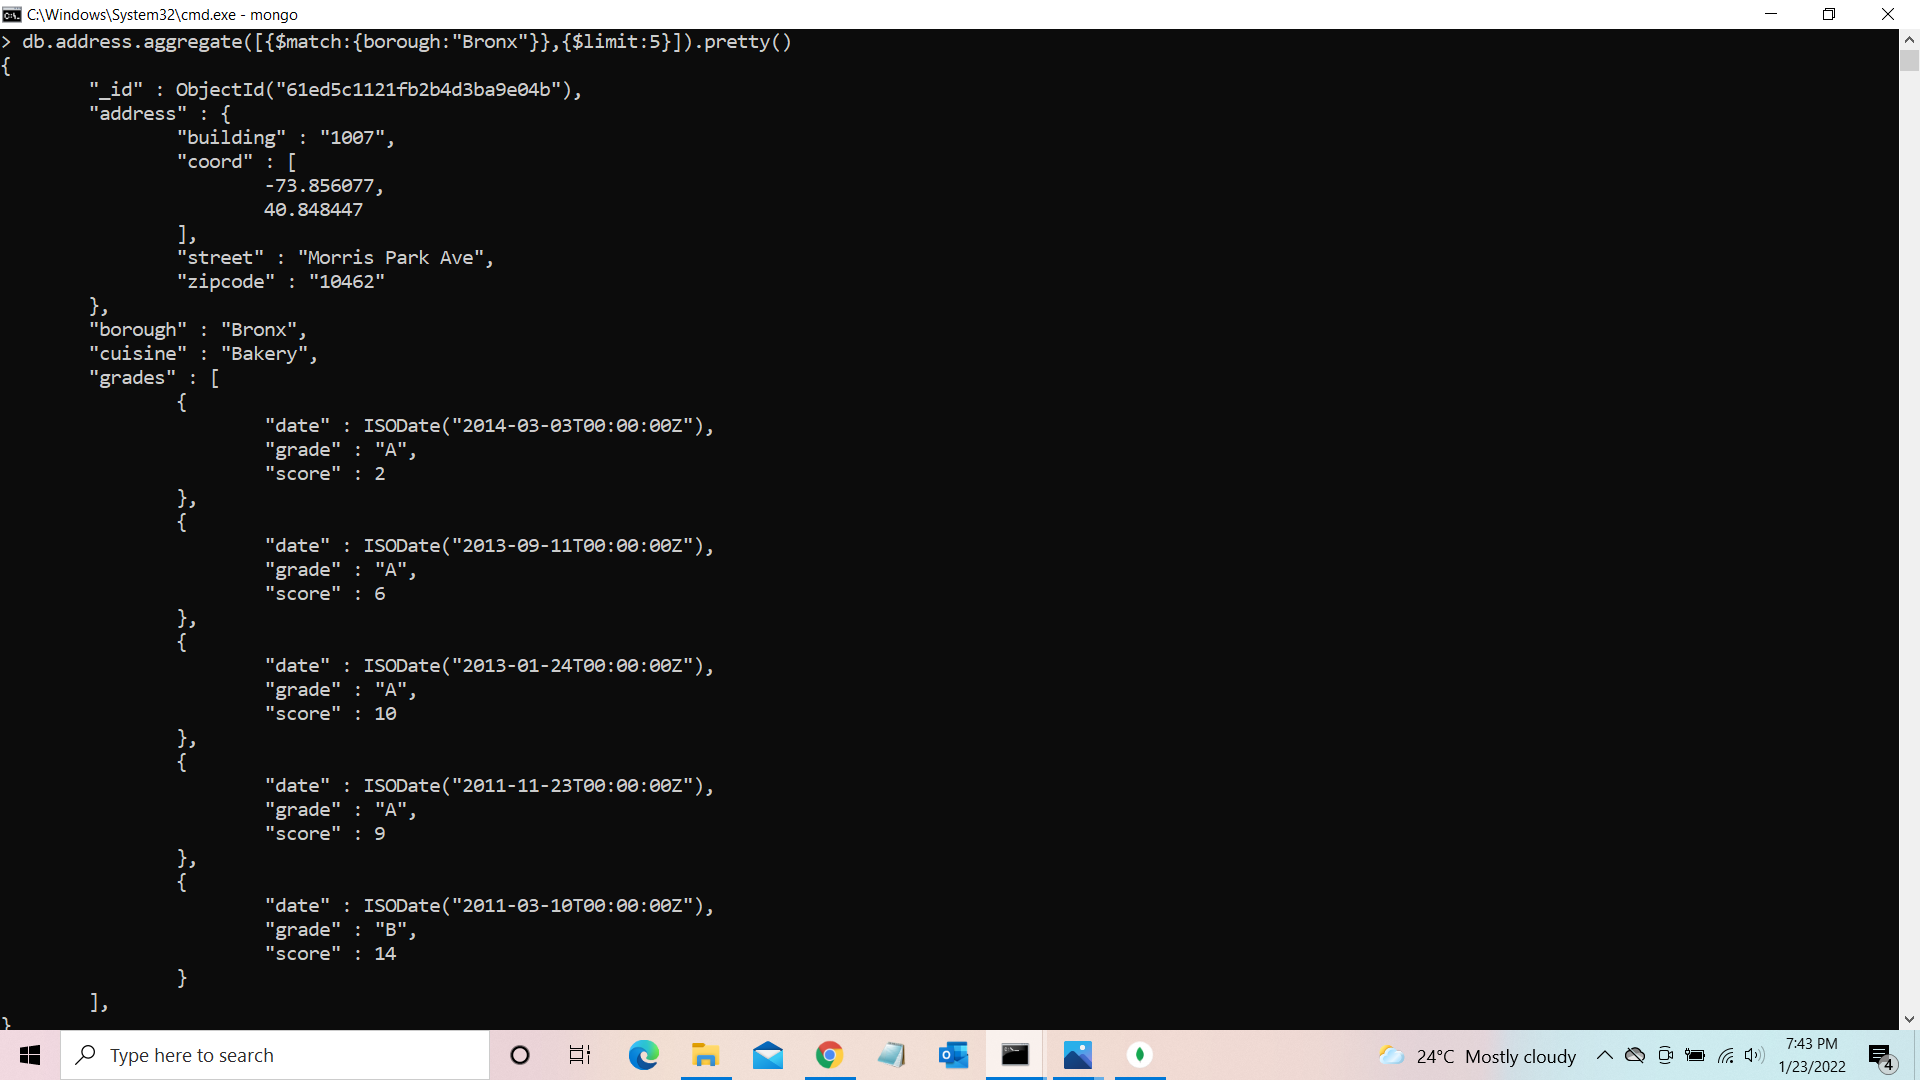 C:\Windows\System32\cmd.exe - mongo
> db.address.aggregate([{$match:{borough:"Bronx"}},{$limit:5}]).pretty()
{
        "_id" : ObjectId("61ed5c1121fb2b4d3ba9e04b"),
        "address" : {
                "building" : "1007",
                "coord" : [
                        -73.856077,
                        40.848447
                ],
                "street" : "Morris Park Ave",
                "zipcode" : "10462"
        },
        "borough" : "Bronx",
        "cuisine" : "Bakery",
        "grades" : [
                {
                        "date" : ISODate("2014-03-03T00:00:00Z"),
                        "grade" : "A",
                        "score" : 2
                },
                {
                        "date" : ISODate("2013-09-11T00:00:00Z"),
                        "grade" : "A",
                        "score" : 6
                },
                {
                        "date" : ISODate("2013-01-24T00:00:00Z"),
                        "grade" : "A",
                        "score" : 10
                },
                {
                        "date" : ISODate("2011-11-23T00:00:00Z"),
                        "grade" : "A",
                        "score" : 9
                },
                {
                        "date" : ISODate("2011-03-10T00:00:00Z"),
                        "grade" : "B",
                        "score" : 14
                }
        ],
}
Type here to search
24°C Mostly cloudy
7:43 PM
1/23/2022
4